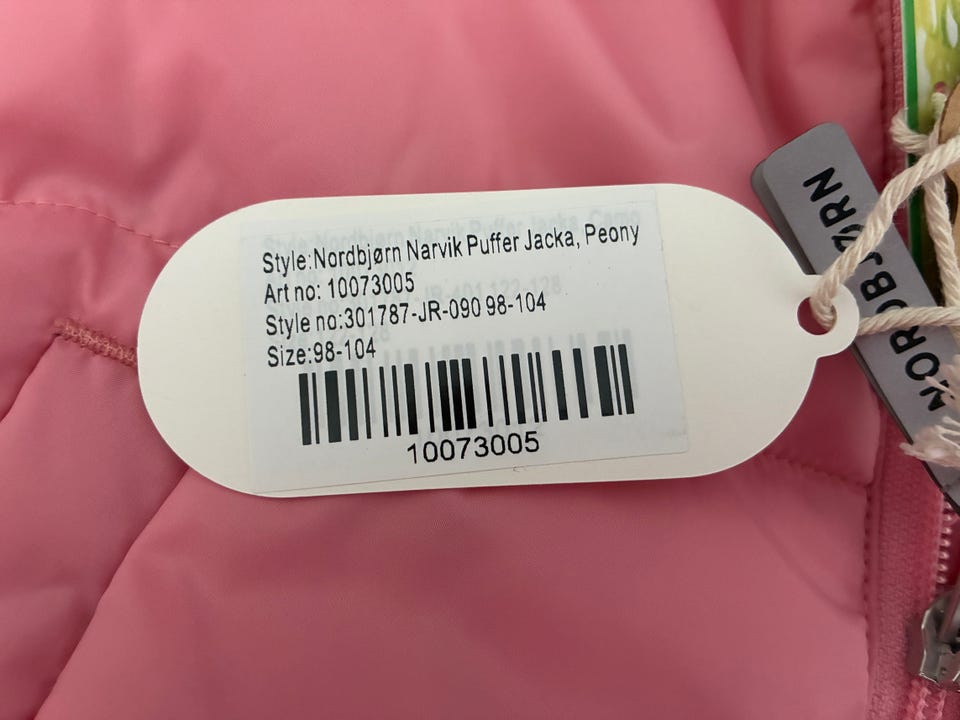 Style:Nordbjørn Narvik Puffer Jacka, Peony
Art no: 10073005
Style no:301787-JR-090 98-104
Size:98-104
10073005
NORDBJØRN